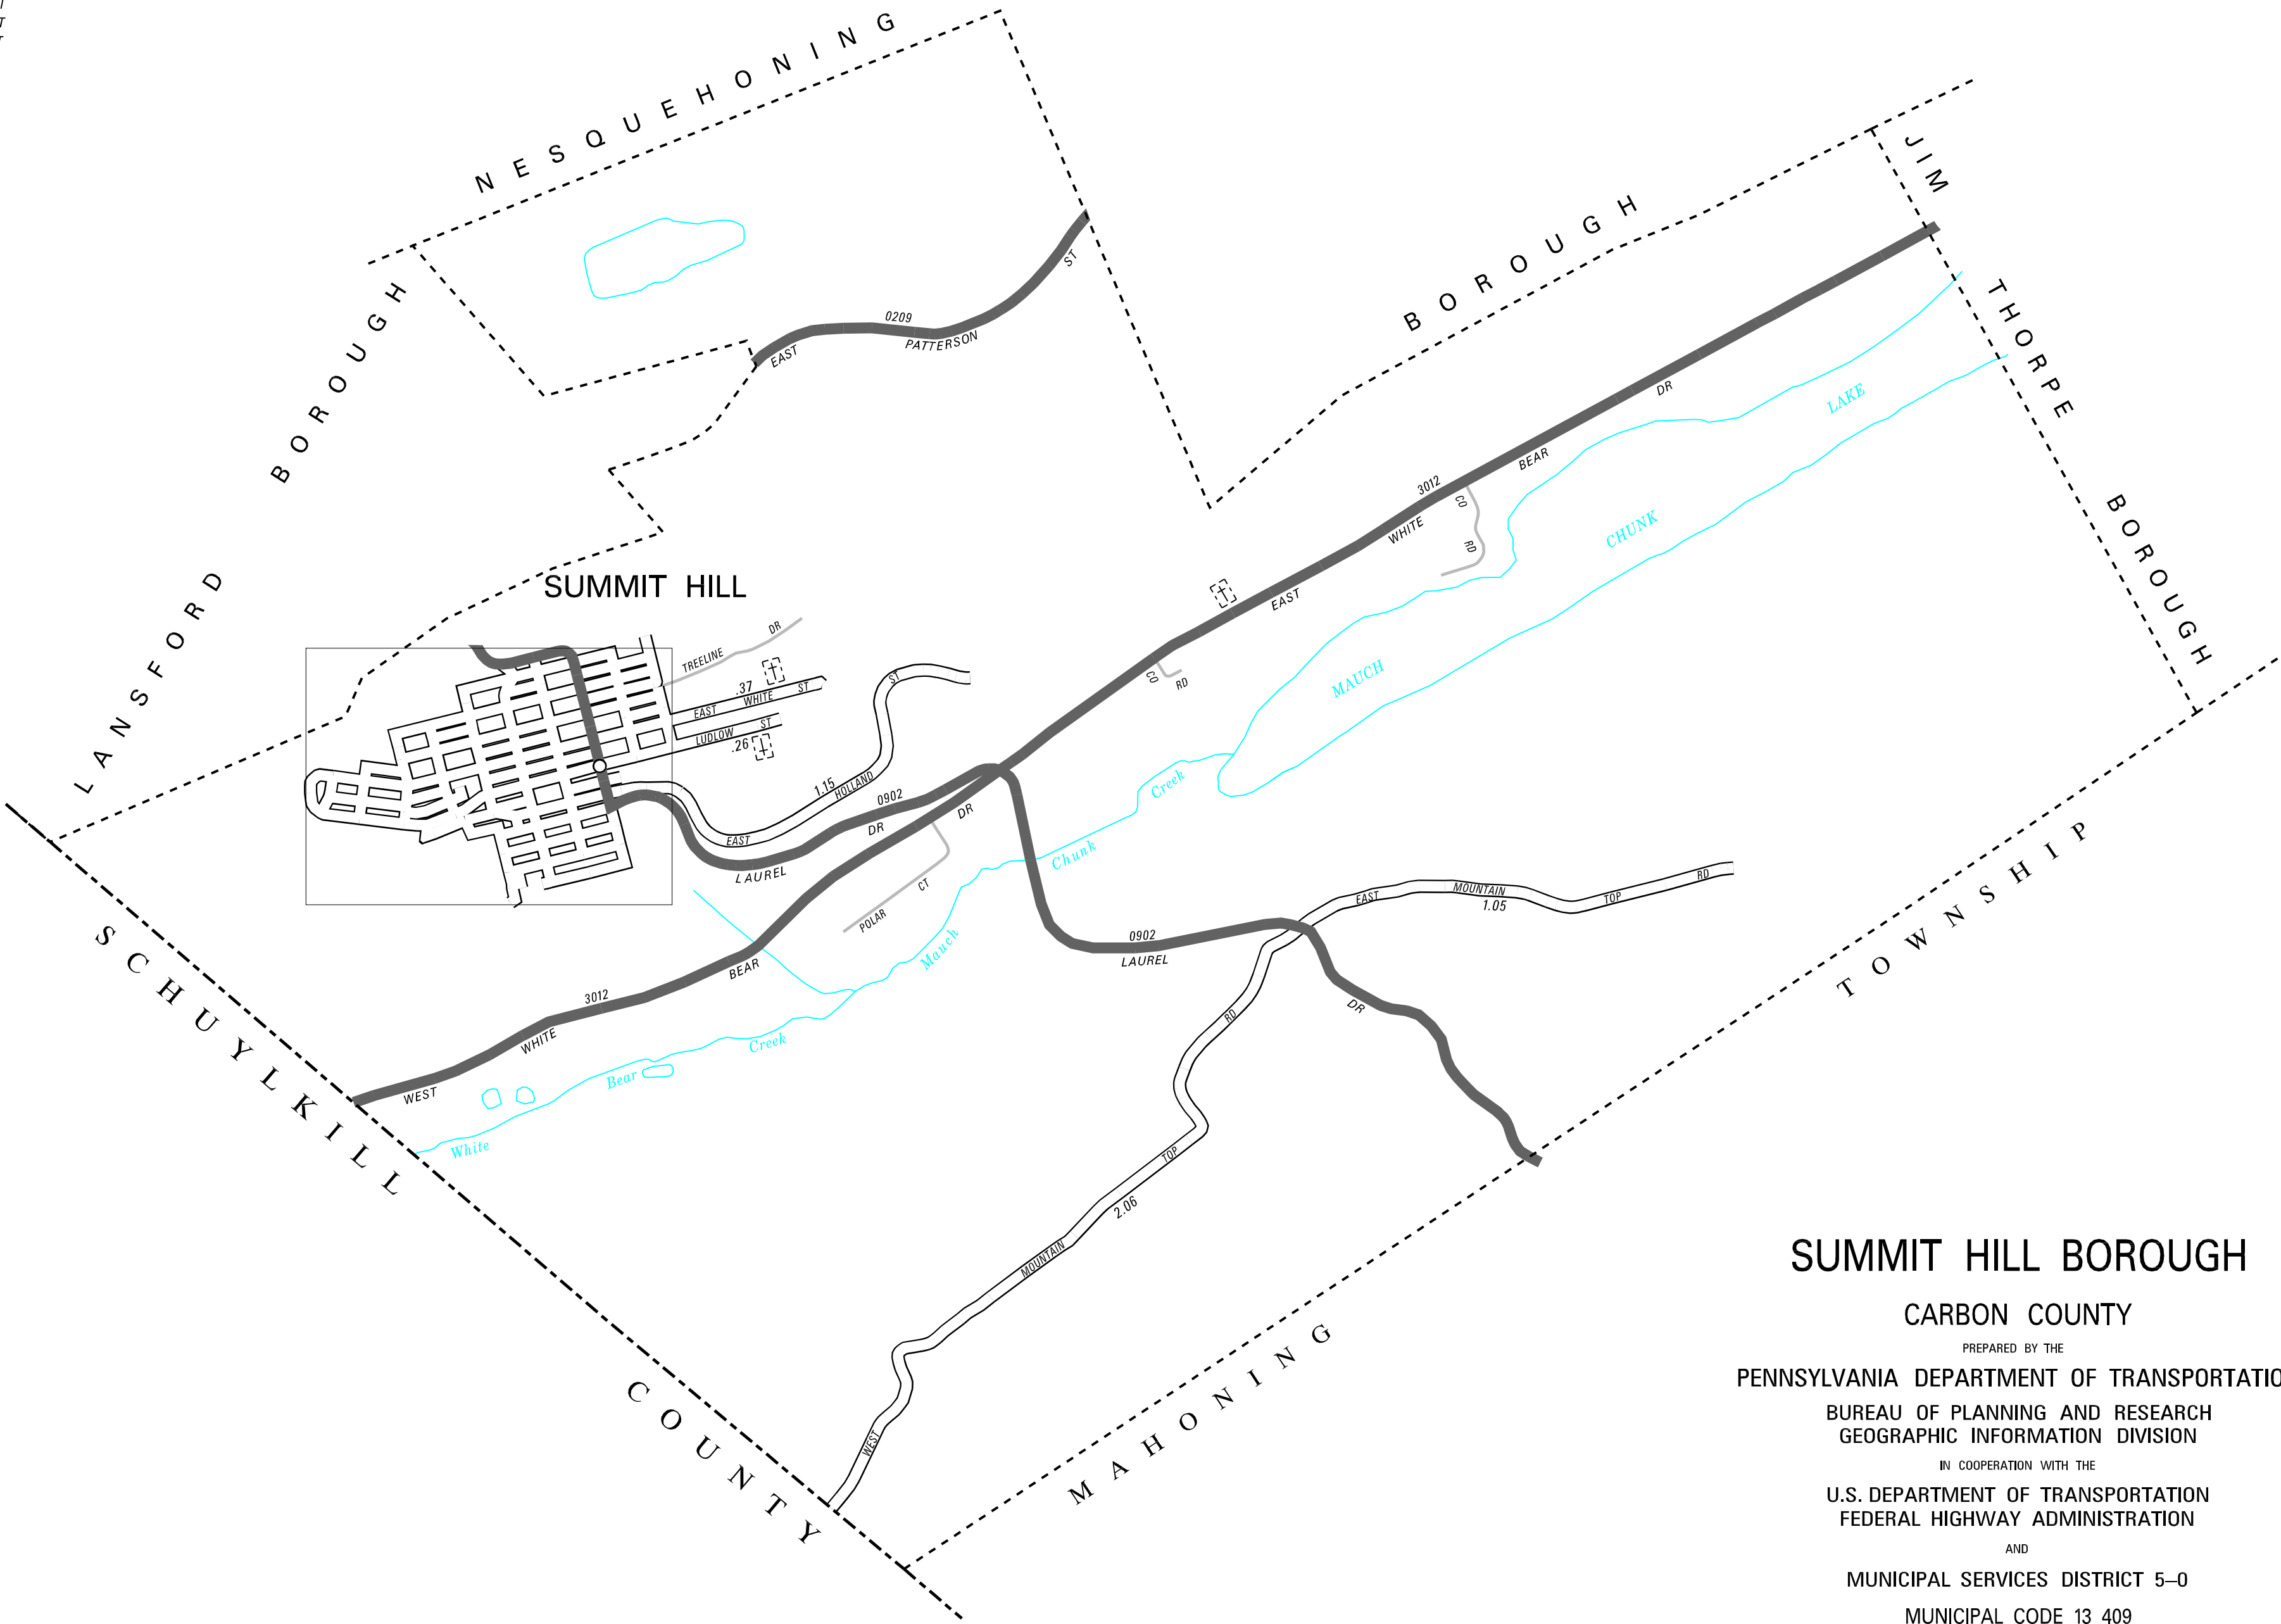 NESQUEHONING
BOROUGH
JIM THORPE BOROUGH
LANSFORD BOROUGH
0209
EAST PATTERSON ST
SUMMIT HILL
TREELINE DR
.37
EAST WHITE ST
LUDLOW ST
.26
1.15
EAST HOLLAND ST
0902
LAUREL DR
3012
EAST WHITE BEAR DR
CO RD
CO RD
MAUCH CHUNK LAKE
Mauch Chunk Creek
POLAR CT
3012
WEST WHITE BEAR DR
White Bear Creek
0902
LAUREL DR
EAST MOUNTAIN TOP RD
1.05
WEST MOUNTAIN TOP RD
2.06
SCHUYLKILL COUNTY
MAHONING TOWNSHIP
SUMMIT HILL BOROUGH
CARBON COUNTY
PREPARED BY THE
PENNSYLVANIA DEPARTMENT OF TRANSPORTATIO
BUREAU OF PLANNING AND RESEARCH
GEOGRAPHIC INFORMATION DIVISION
IN COOPERATION WITH THE
U.S. DEPARTMENT OF TRANSPORTATION
FEDERAL HIGHWAY ADMINISTRATION
AND
MUNICIPAL SERVICES DISTRICT 5–0
MUNICIPAL CODE 13 409